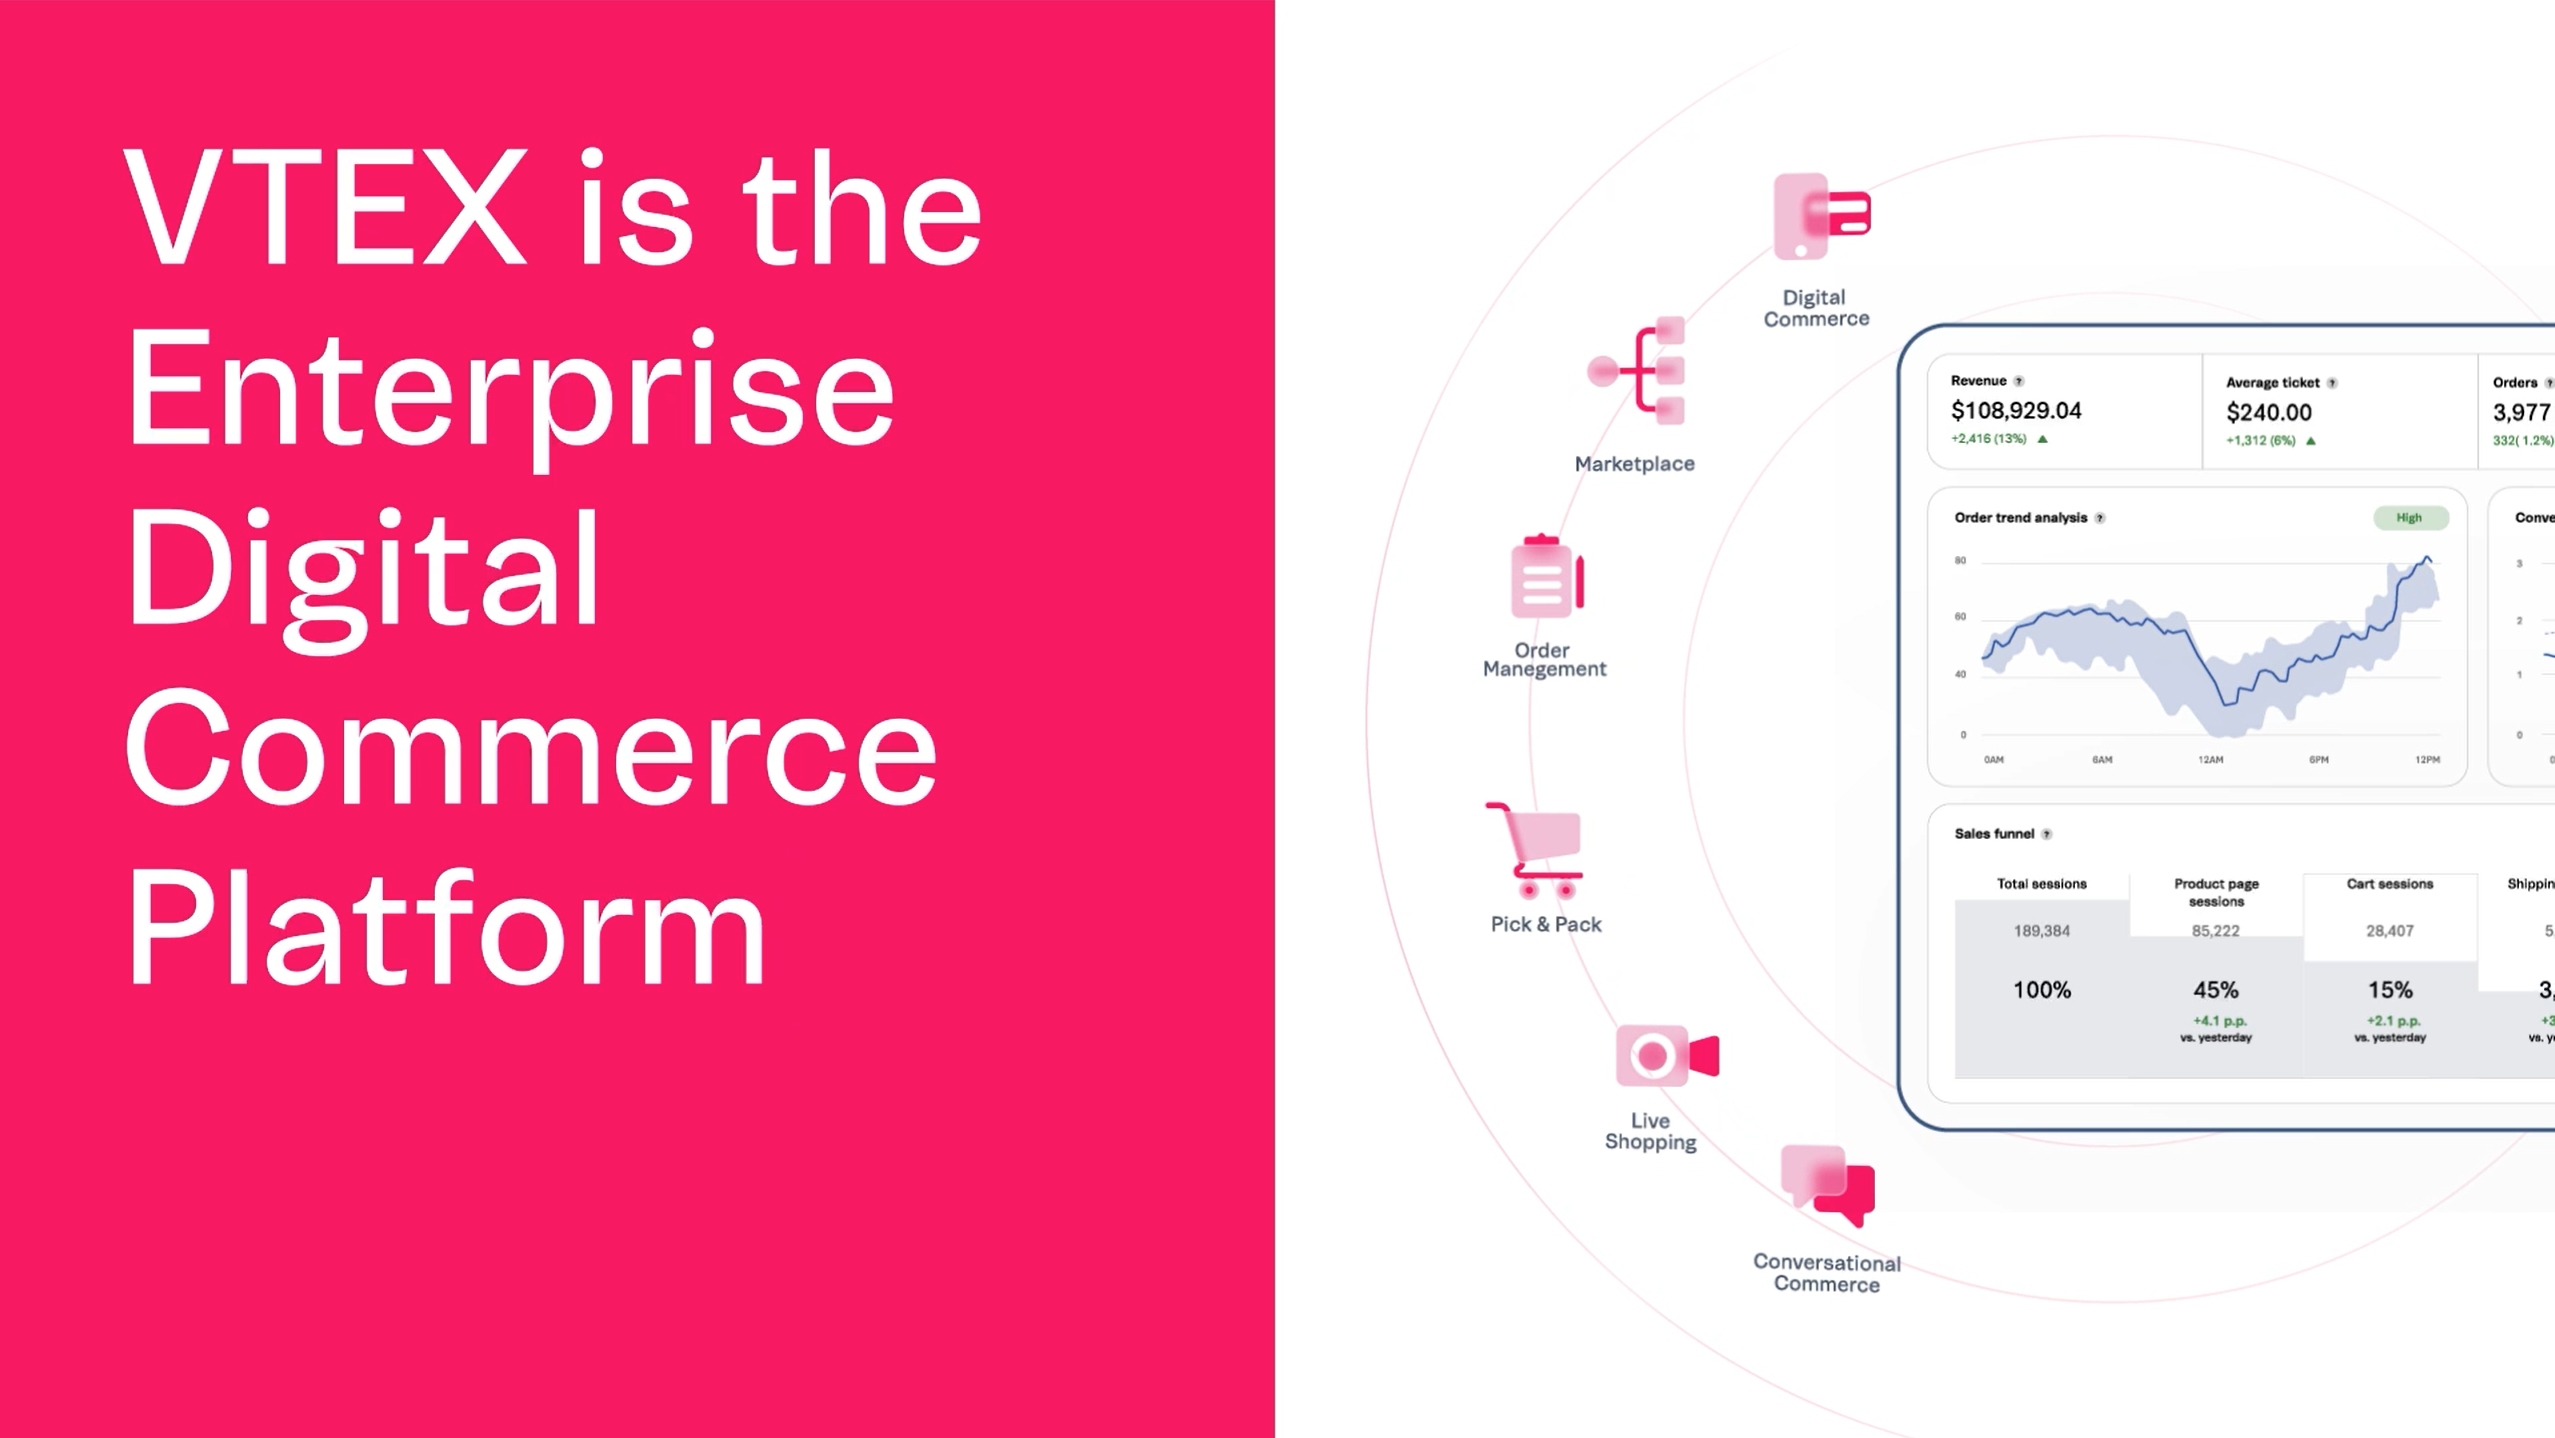 VTEX is the
Enterprise
Digital
Commerce
Platform
Digital
Commerce
Marketplace
Order
Manegement
Pick & Pack
Live
Shopping
Conversational
Commerce
Revenue ?
$108,929.04
+2,416 (13%)
Average ticket ?
$240.00
+1,312 (6%)
Orders ?
3,977
332( 1.2%)
Order trend analysis ?
High
80
60
40
0
0AM 6AM 12AM 6PM 12PM
Conve
3
2
1
0
Sales funnel ?
Total sessions
189,384
100%
Product page
sessions
85,222
45%
+4.1 p.p.
vs. yesterday
Cart sessions
28,407
15%
+2.1 p.p.
vs. yesterday
Shippin
5
3,
+3
vs. y